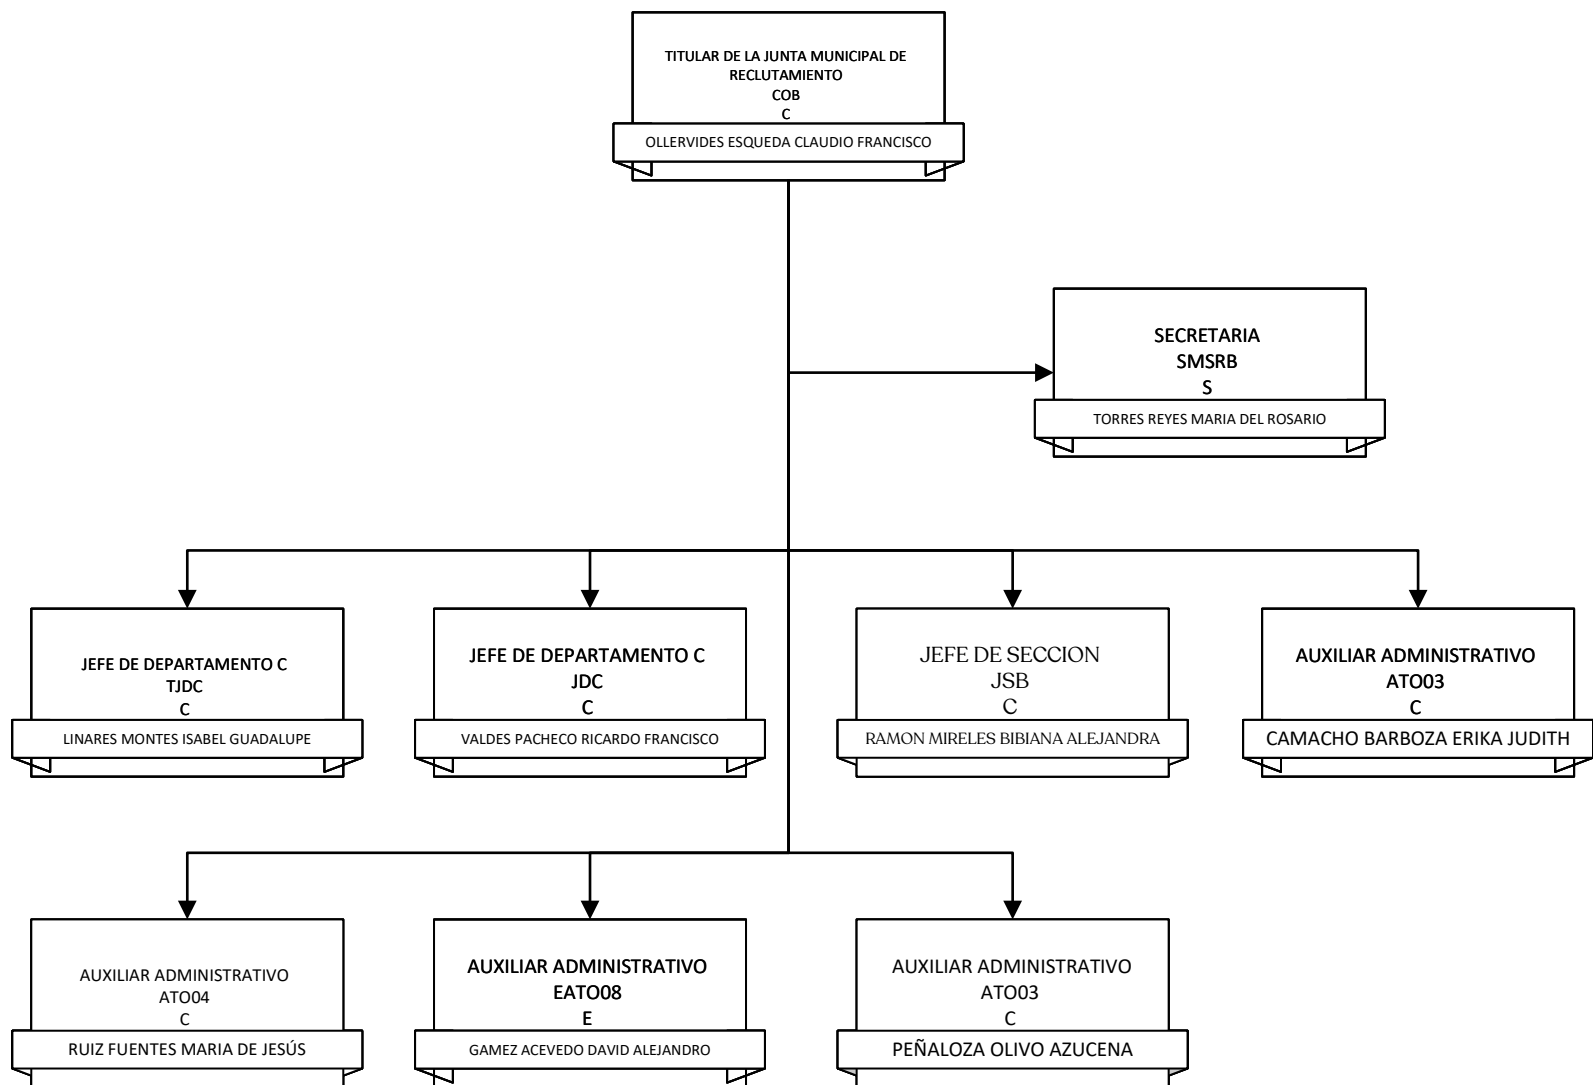 TITULAR DE LA JUNTA MUNICIPAL DE
RECLUTAMIENTO
COB
C
OLLERVIDES ESQUEDA CLAUDIO FRANCISCO
SECRETARIA
SMSRB
S
TORRES REYES MARIA DEL ROSARIO
JEFE DE DEPARTAMENTO C
TJDC
C
LINARES MONTES ISABEL GUADALUPE
JEFE DE DEPARTAMENTO C
JDC
C
VALDES PACHECO RICARDO FRANCISCO
JEFE DE SECCION
JSB
C
RAMON MIRELES BIBIANA ALEJANDRA
AUXILIAR ADMINISTRATIVO
ATO03
C
CAMACHO BARBOZA ERIKA JUDITH
AUXILIAR ADMINISTRATIVO
ATO04
C
RUIZ FUENTES MARIA DE JESÚS
AUXILIAR ADMINISTRATIVO
EATO08
E
GAMEZ ACEVEDO DAVID ALEJANDRO
AUXILIAR ADMINISTRATIVO
ATO03
C
PEÑALOZA OLIVO AZUCENA